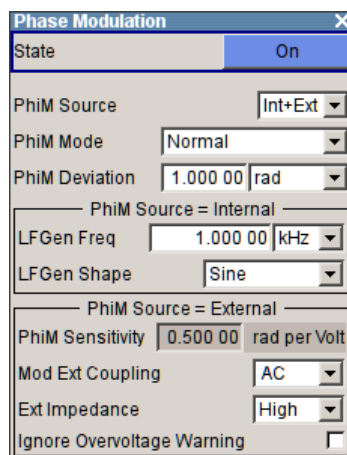 Phase Modulation X
State On
PhiM Source Int+Ext
PhiM Mode Normal
PhiM Deviation 1.000 00 rad
PhiM Source = Internal
LFGen Freq 1.000 00 kHz
LFGen Shape Sine
PhiM Source = External
PhiM Sensitivity 0.500 00 rad per Volt
Mod Ext Coupling AC
Ext Impedance High
Ignore Overvoltage Warning